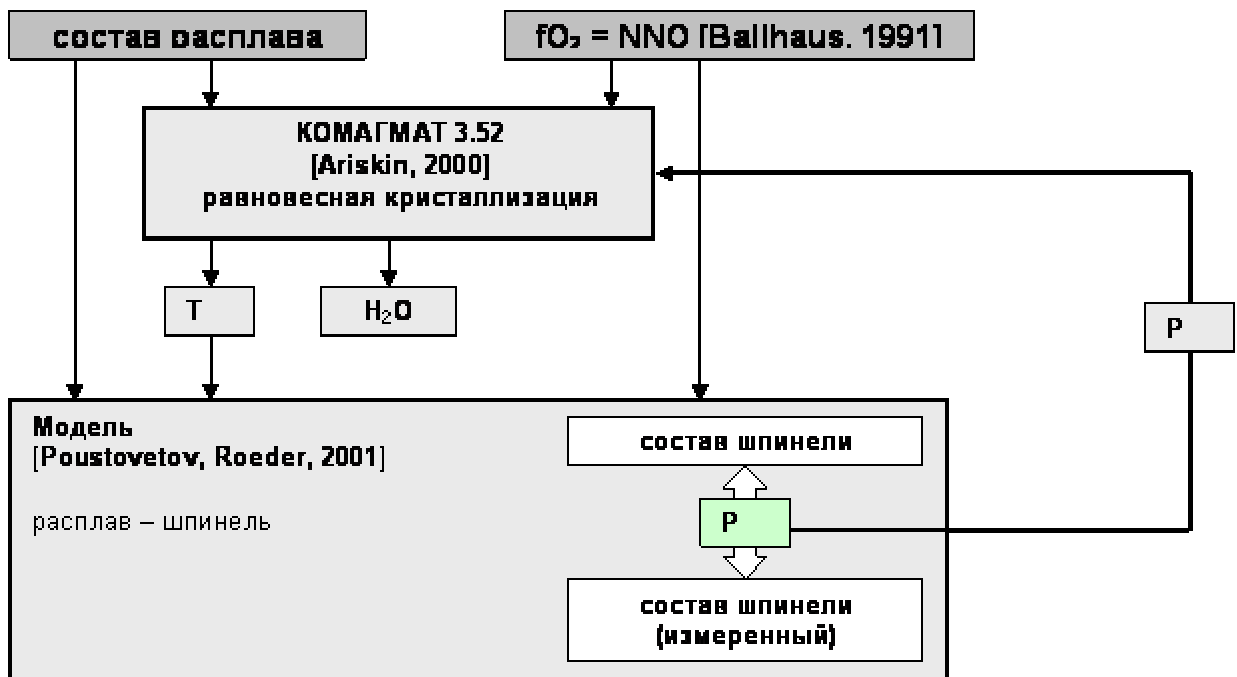 состав расплава
fO₂ = NNO [Ballhaus. 1991]
КОМАГМАТ 3.52
[Ariskin, 2000]
равновесная кристаллизация
T
H₂O
P
Модель
[Poustovetov, Roeder, 2001]
расплав – шпинель
состав шпинели
P
состав шпинели
(измеренный)